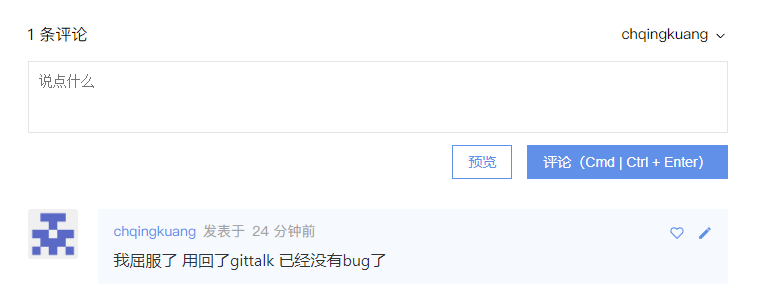 1 条评论
chqingkuang
说点什么
预览
评论（Cmd | Ctrl + Enter）
chqingkuang 发表于 24 分钟前
我屈服了 用回了gittalk 已经没有bug了